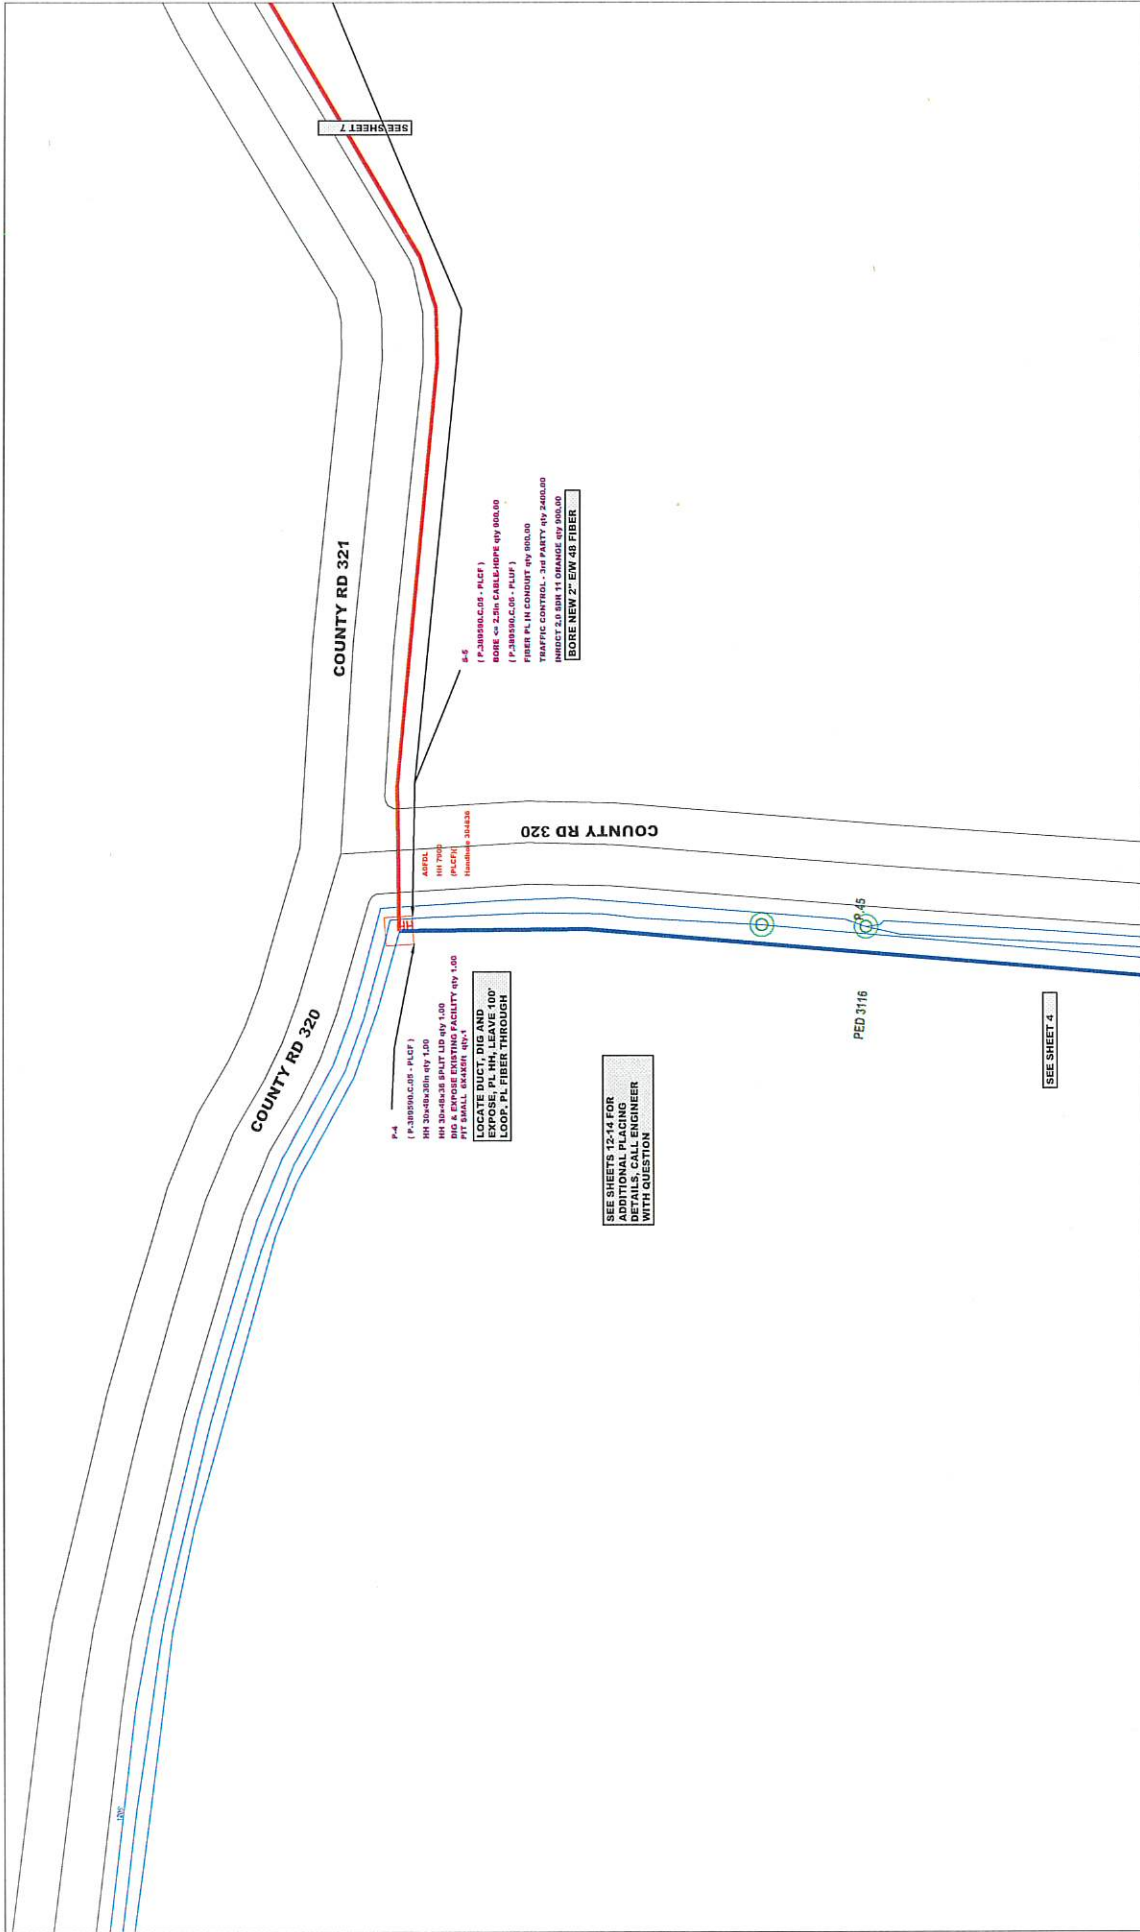 SEE SHEET 7
COUNTY RD 321
S-5
( P.389590.C.05 - PLCF )
BORE <= 2.5in CABLE-HDPE qty 900.00
( P.389590.C.05 - PLUF )
FIBER PL IN CONDUIT qty 900.00
TRAFFIC CONTROL - 3rd PARTY qty 2400.00
INRDCT 2.0 SDR 11 ORANGE qty 900.00
BORE NEW 2" E/W 48 FIBER
COUNTY RD 320
HH
(PLCF)
Handhole 304836
COUNTY RD 320
P-4
( P.389590.C.05 - PLCF )
HH 30x48x36in qty 1.00
HH 30x48x36 SPLIT LID qty 1.00
DIG & EXPOSE EXISTING FACILITY qty 1.00
PIT SMALL 6X4X5ft qty.1
LOCATE DUCT, DIG AND
EXPOSE, PL HH, LEAVE 100'
LOOP, PL FIBER THROUGH
SEE SHEETS 12-14 FOR
ADDITIONAL PLACING
DETAILS, CALL ENGINEER
WITH QUESTION
P.45
PED 3116
SEE SHEET 4